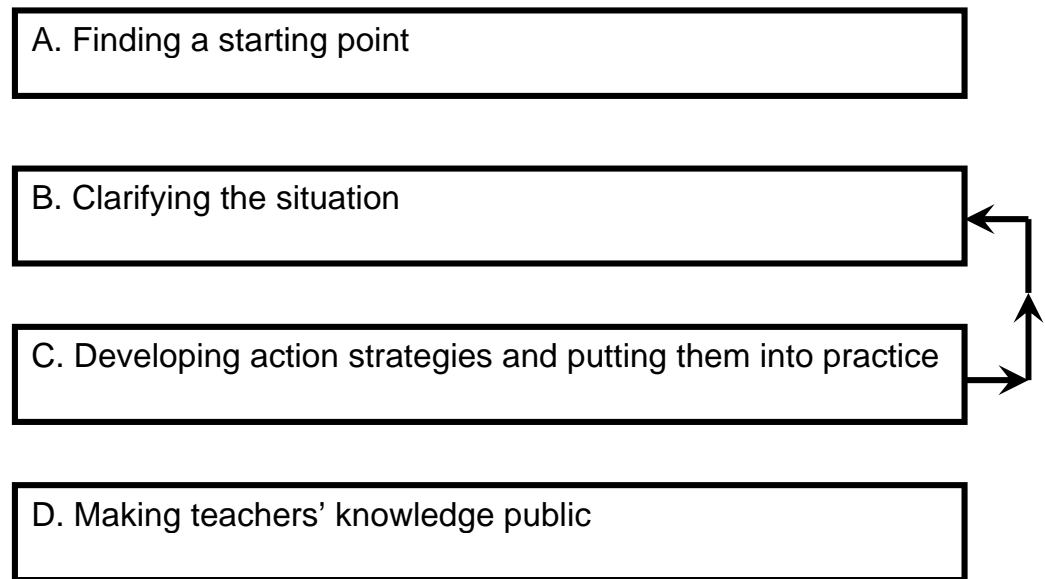 A. Finding a starting point
B. Clarifying the situation
C. Developing action strategies and putting them into practice
D. Making teachers’ knowledge public